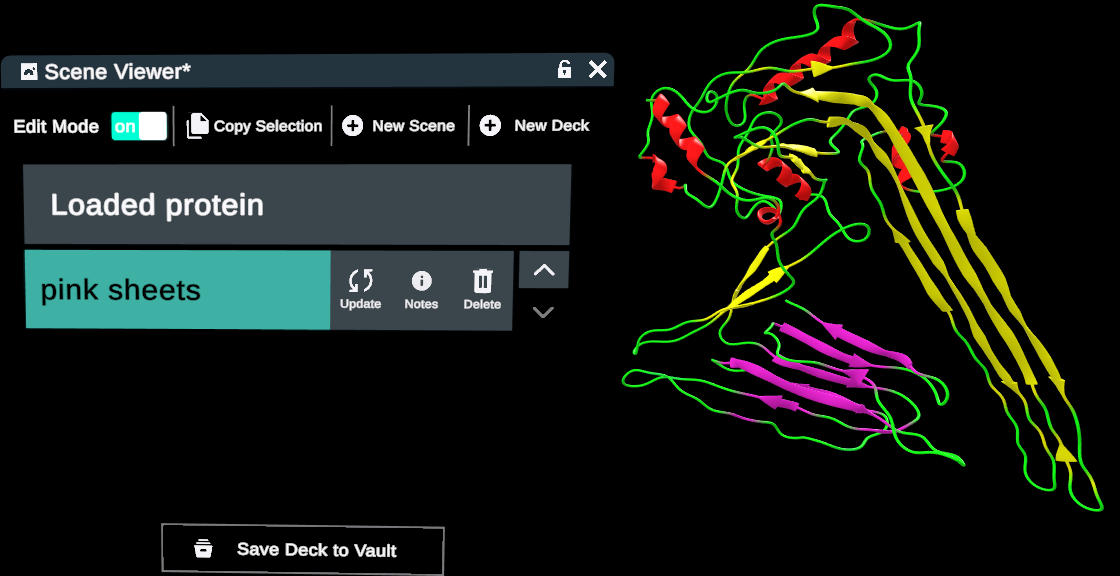 Scene Viewer*
Edit Mode on Copy Selection New Scene New Deck
Loaded protein
pink sheets
Update Notes Delete
Save Deck to Vault